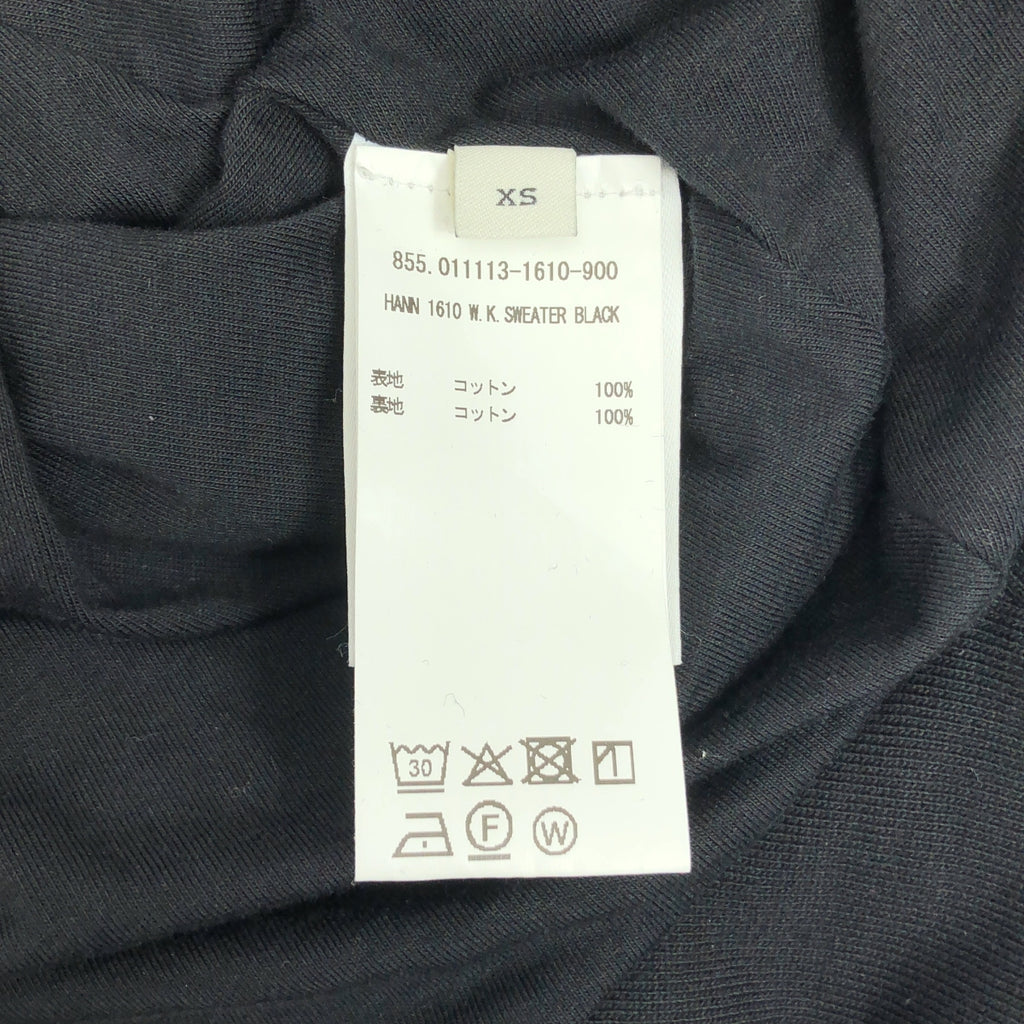 XS
855.011113-1610-900
HANN 1610 W.K.SWEATER BLACK
表地 コットン 100%
裏地 コットン 100%
30
F W